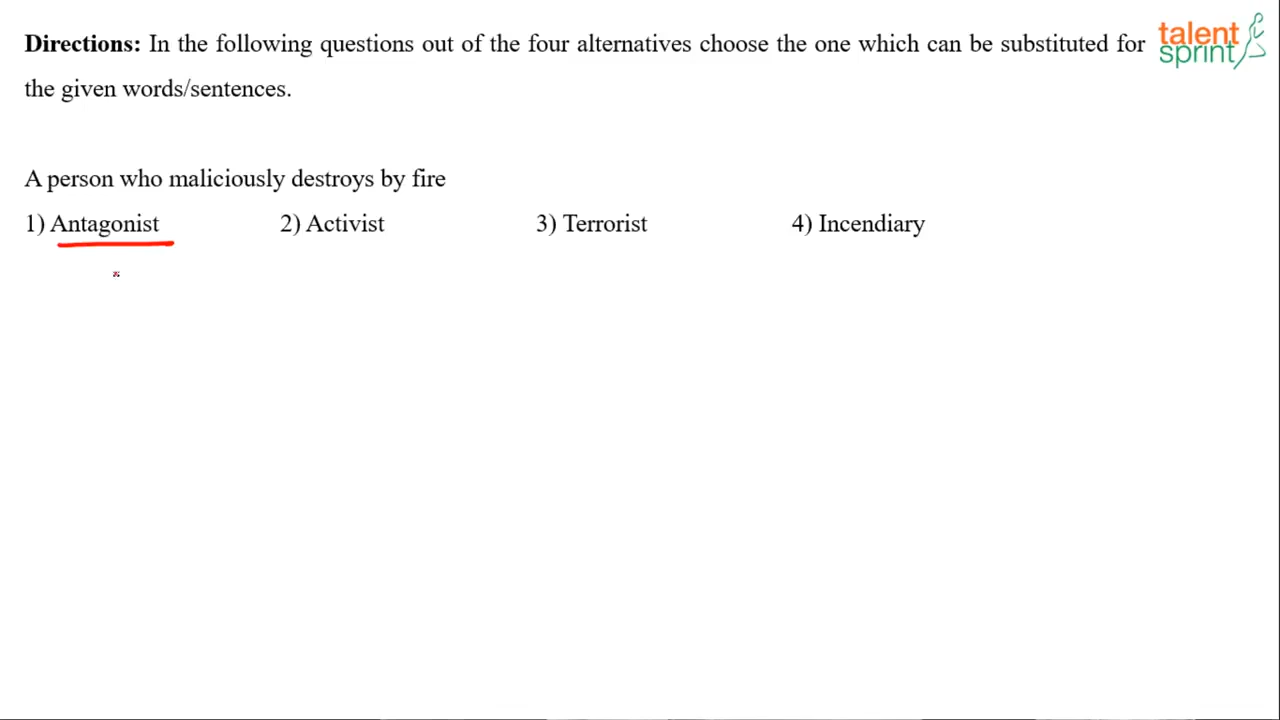 Directions: In the following questions out of the four alternatives choose the one which can be substituted for
the given words/sentences.
talent
sprint
A person who maliciously destroys by fire
1) Antagonist 2) Activist 3) Terrorist 4) Incendiary